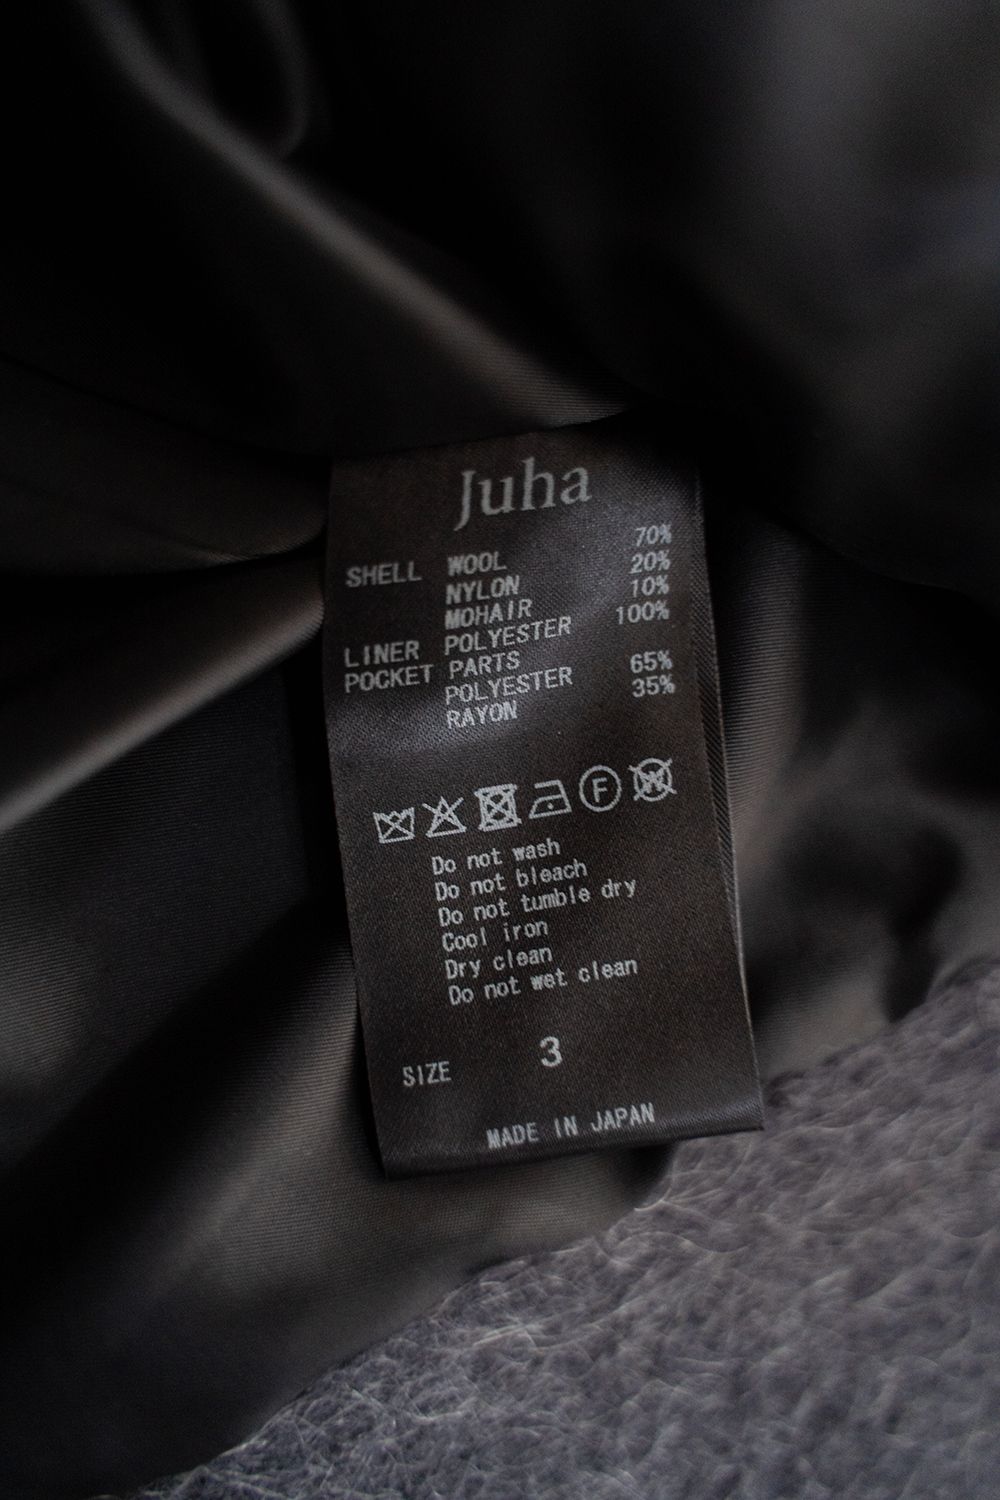 Juha
SHELL WOOL 70%
NYLON 20%
MOHAIR 10%
LINER POLYESTER 100%
POCKET PARTS
POLYESTER 65%
RAYON 35%
F W
Do not wash
Do not bleach
Do not tumble dry
Cool iron
Dry clean
Do not wet clean
SIZE 3
MADE IN JAPAN